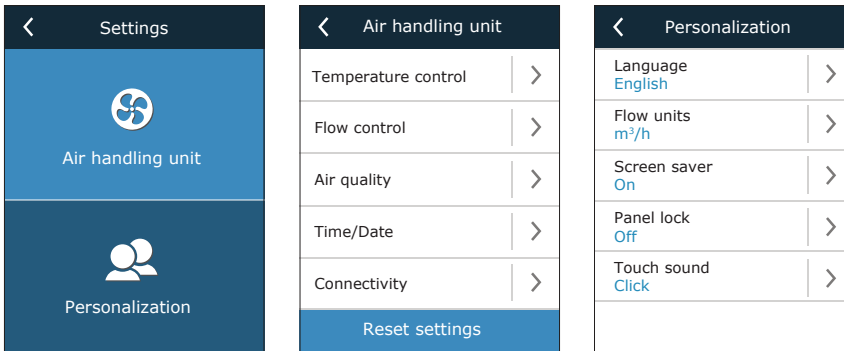 Settings
Air handling unit
Personalization
Air handling unit
Temperature control
Flow control
Air quality
Time/Date
Connectivity
Reset settings
Personalization
Language
English
Flow units
m³/h
Screen saver
On
Panel lock
Off
Touch sound
Click